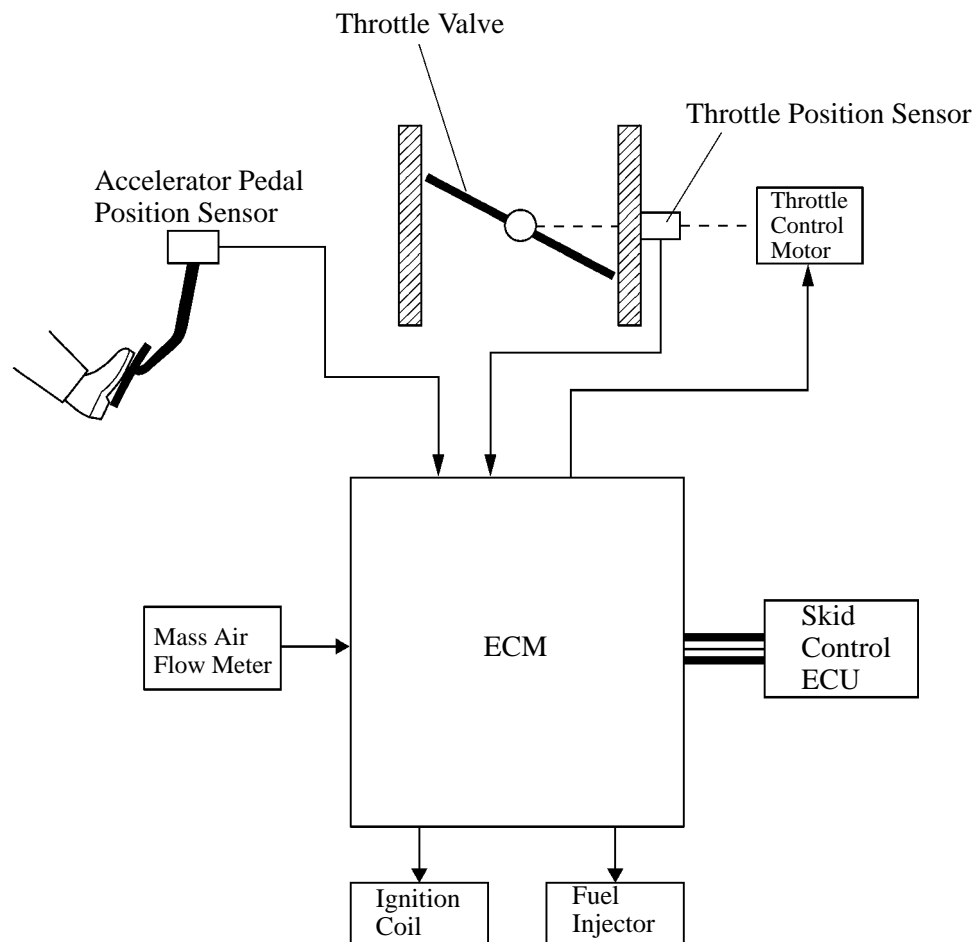 Throttle Valve
Throttle Position Sensor
Accelerator Pedal
Position Sensor
Throttle
Control
Motor
Mass Air
Flow Meter
ECM
Skid
Control
ECU
Ignition
Coil
Fuel
Injector